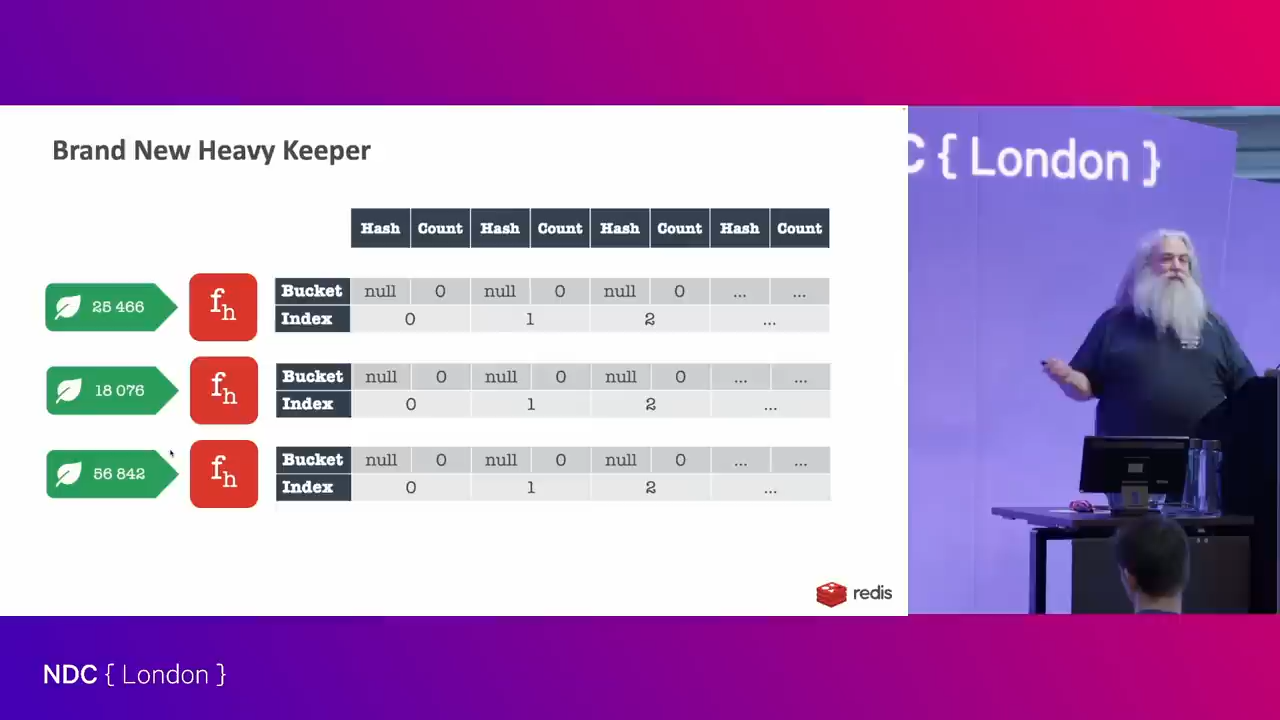 Brand New Heavy Keeper
Hash Count Hash Count Hash Count Hash Count
25 466 fh Bucket null 0 null 0 null 0 ... ...
Index 0 1 2 ...
18 076 fh Bucket null 0 null 0 null 0 ... ...
Index 0 1 2 ...
56 842 fh Bucket null 0 null 0 null 0 ... ...
Index 0 1 2 ...
redis
C { London }
NDC { London }